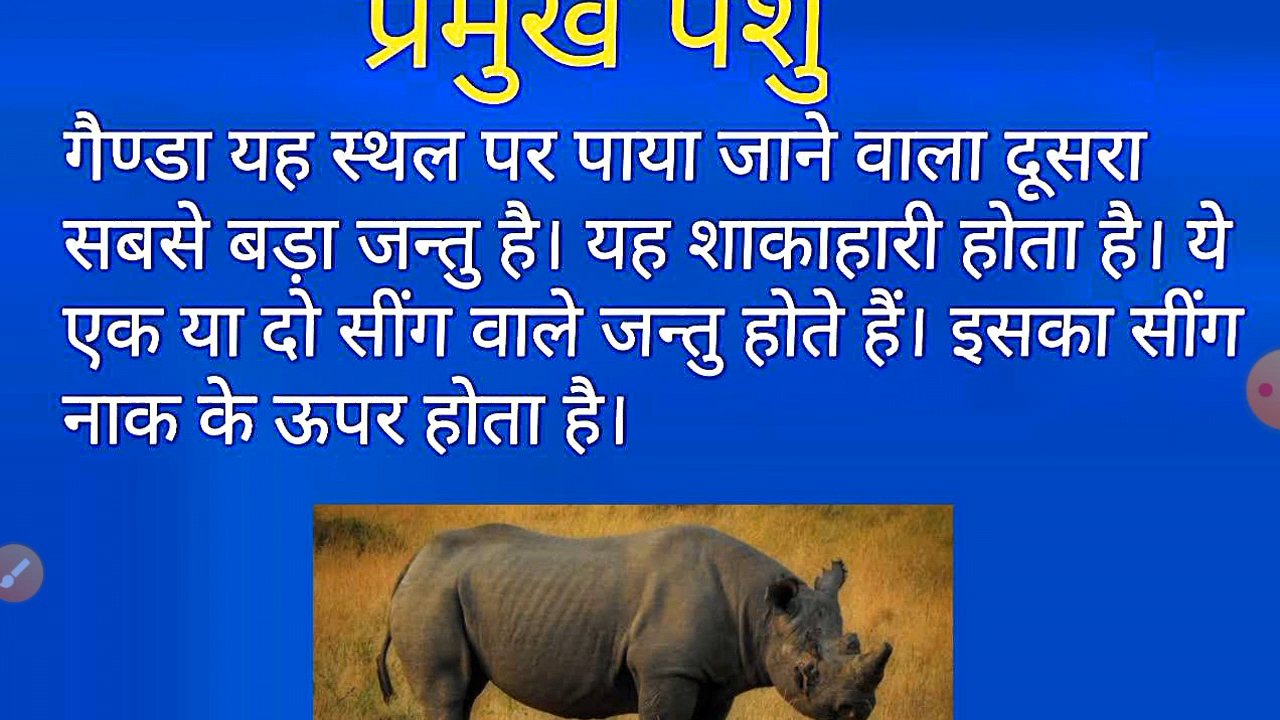 प्रमुख पशु
गैण्डा यह स्थल पर पाया जाने वाला दूसरा
सबसे बड़ा जन्तु है। यह शाकाहारी होता है। ये
एक या दो सींग वाले जन्तु होते हैं। इसका सींग
नाक के ऊपर होता है।